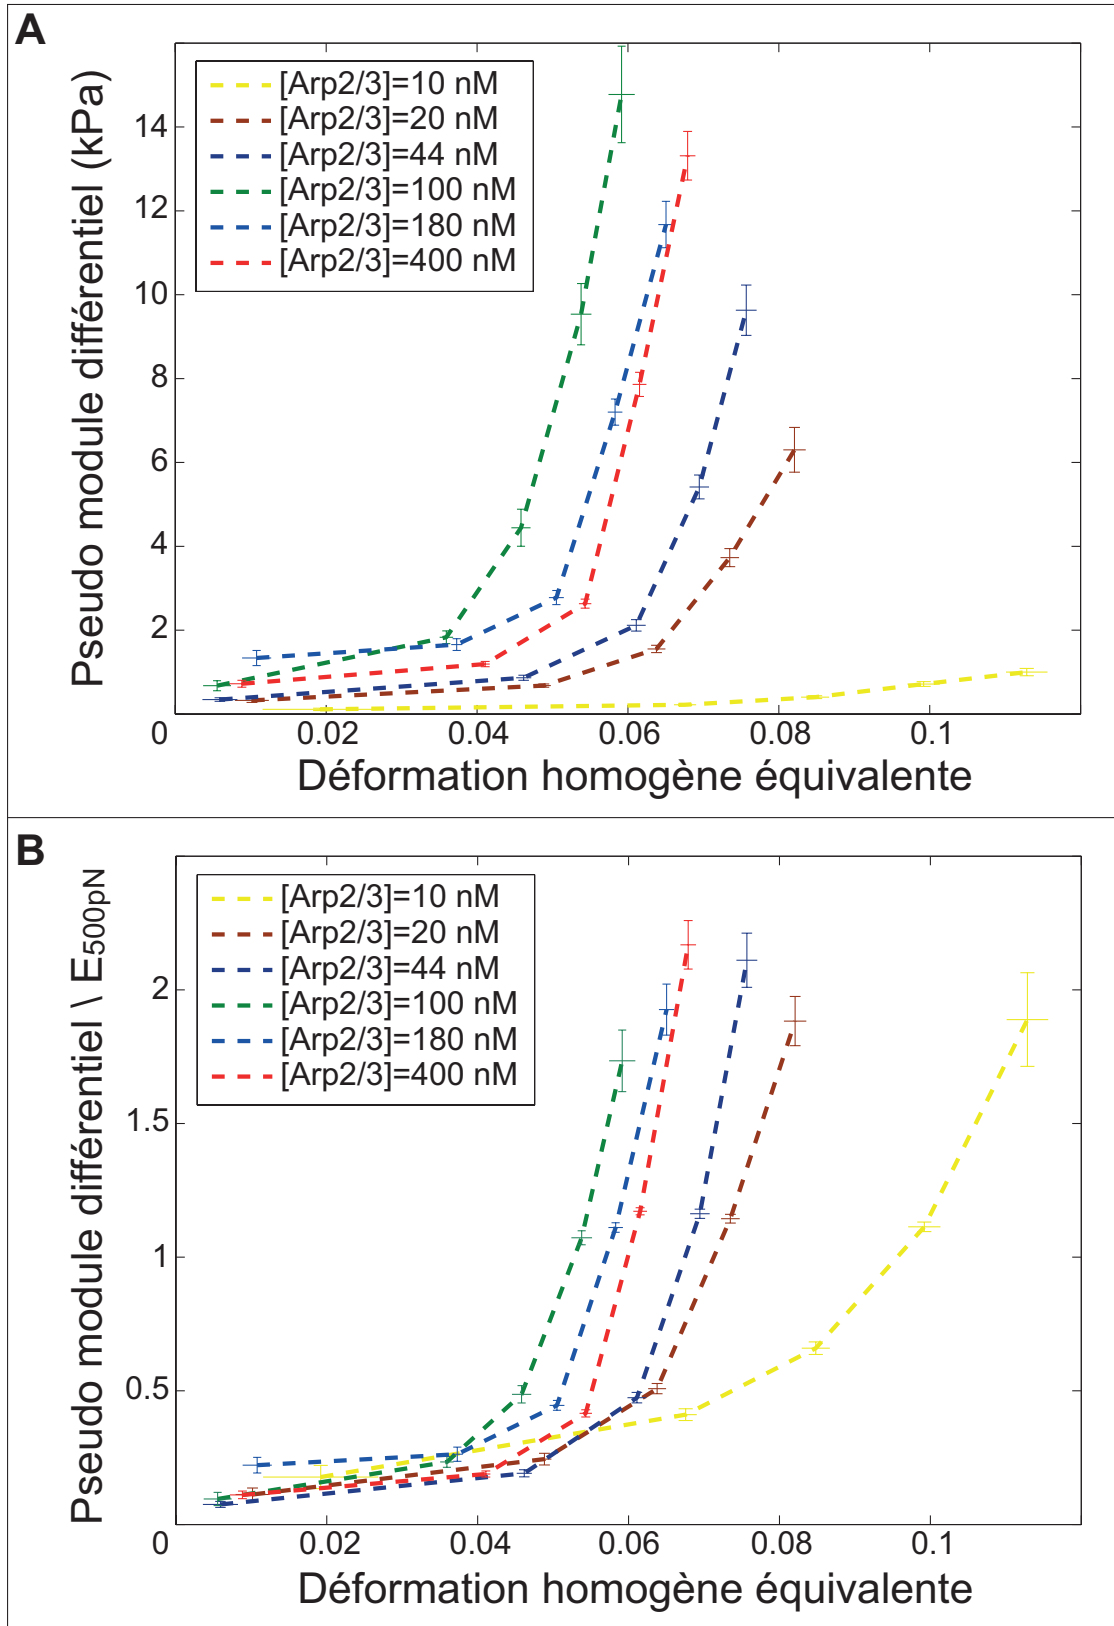 A
Pseudo module différentiel (kPa)
14
12
10
8
6
4
2
0
0.02
0.04
0.06
0.08
0.1
[Arp2/3]=10 nM
[Arp2/3]=20 nM
[Arp2/3]=44 nM
[Arp2/3]=100 nM
[Arp2/3]=180 nM
[Arp2/3]=400 nM
Déformation homogène équivalente
B
Pseudo module différentiel \ E500pN
2
1.5
1
0.5
0
0.02
0.04
0.06
0.08
0.1
[Arp2/3]=10 nM
[Arp2/3]=20 nM
[Arp2/3]=44 nM
[Arp2/3]=100 nM
[Arp2/3]=180 nM
[Arp2/3]=400 nM
Déformation homogène équivalente